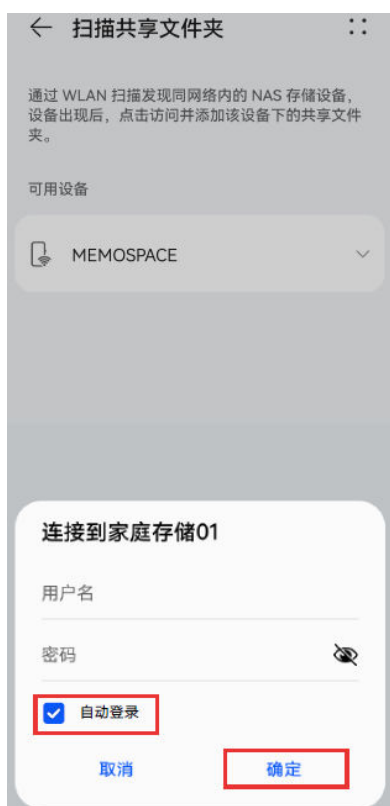 扫描共享文件夹
通过 WLAN 扫描发现同网络内的 NAS 存储设备，
设备出现后，点击访问并添加该设备下的共享文件
夹。
可用设备
MEMOSPACE
连接到家庭存储01
用户名
密码
自动登录
取消 确定